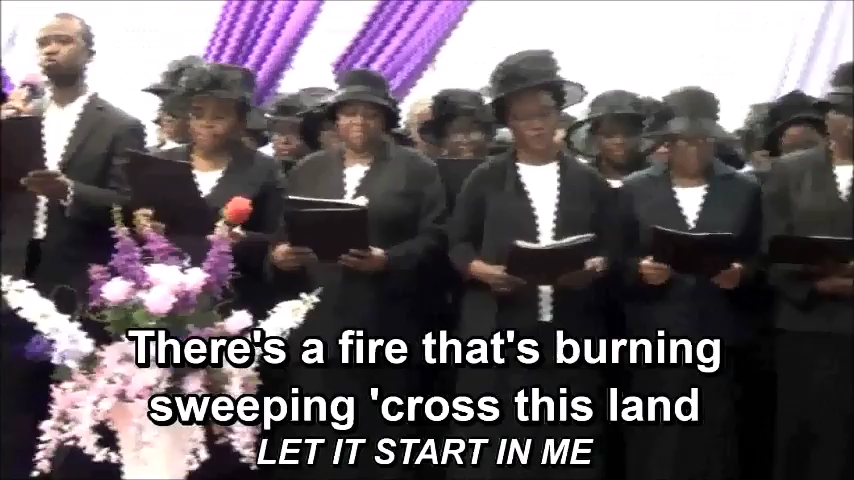 There's a fire that's burning
sweeping 'cross this land
LET IT START IN ME